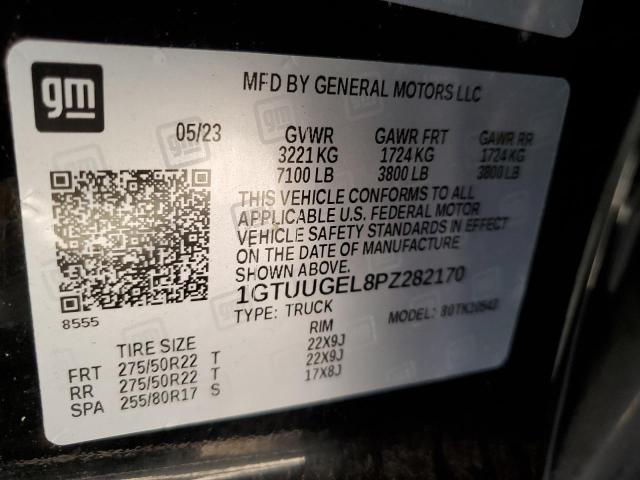 gm
MFD BY GENERAL MOTORS LLC
05/23 GVWR GAWR FRT GAWR RR
3221 KG 1724 KG 1724 KG
7100 LB 3800 LB 3800 LB
THIS VEHICLE CONFORMS TO ALL
APPLICABLE U.S. FEDERAL MOTOR
VEHICLE SAFETY STANDARDS IN EFFECT
ON THE DATE OF MANUFACTURE
SHOWN ABOVE.
1GTUUGEL8PZ282170
8555
TYPE: TRUCK MODEL:
TIRE SIZE RIM
FRT 275/50R22 T 22X9J
RR 275/50R22 T 22X9J
SPA 255/80R17 S 17X8J